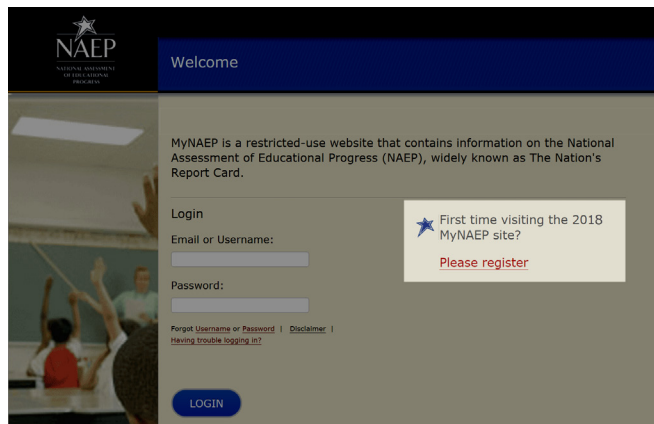 NAEP
NATIONAL ASSESSMENT
OF EDUCATIONAL
PROGRESS
Welcome
MyNAEP is a restricted-use website that contains information on the National
Assessment of Educational Progress (NAEP), widely known as The Nation's
Report Card.
Login
Email or Username:
Password:
Forgot Username or Password | Disclaimer |
Having trouble logging in?
LOGIN
First time visiting the 2018
MyNAEP site?
Please register